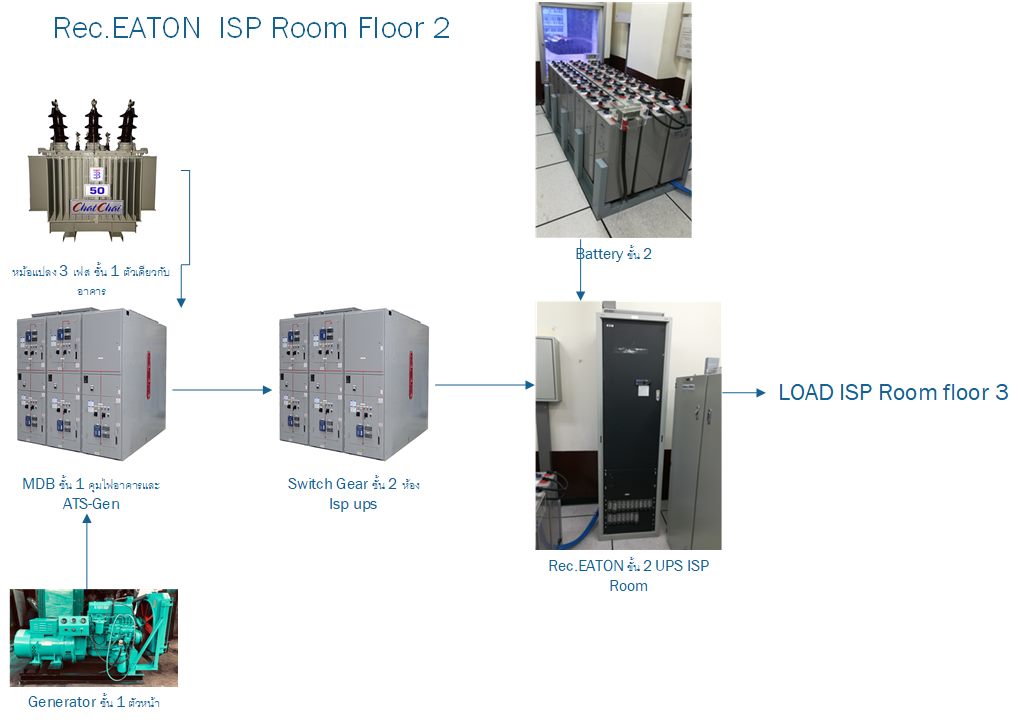 Rec.EATON ISP Room Floor 2
3
50
ChatChai
หม้อแปลง 3 เฟส ชั้น 1 ตัวเดียวกับ
อาคาร
Battery ชั้น 2
MDB ชั้น 1 คุมไฟอาคารและ
ATS-Gen
Switch Gear ชั้น 2 ห้อง
Isp ups
LOAD ISP Room floor 3
Rec.EATON ชั้น 2 UPS ISP
Room
Generator ชั้น 1 ตัวหน้า